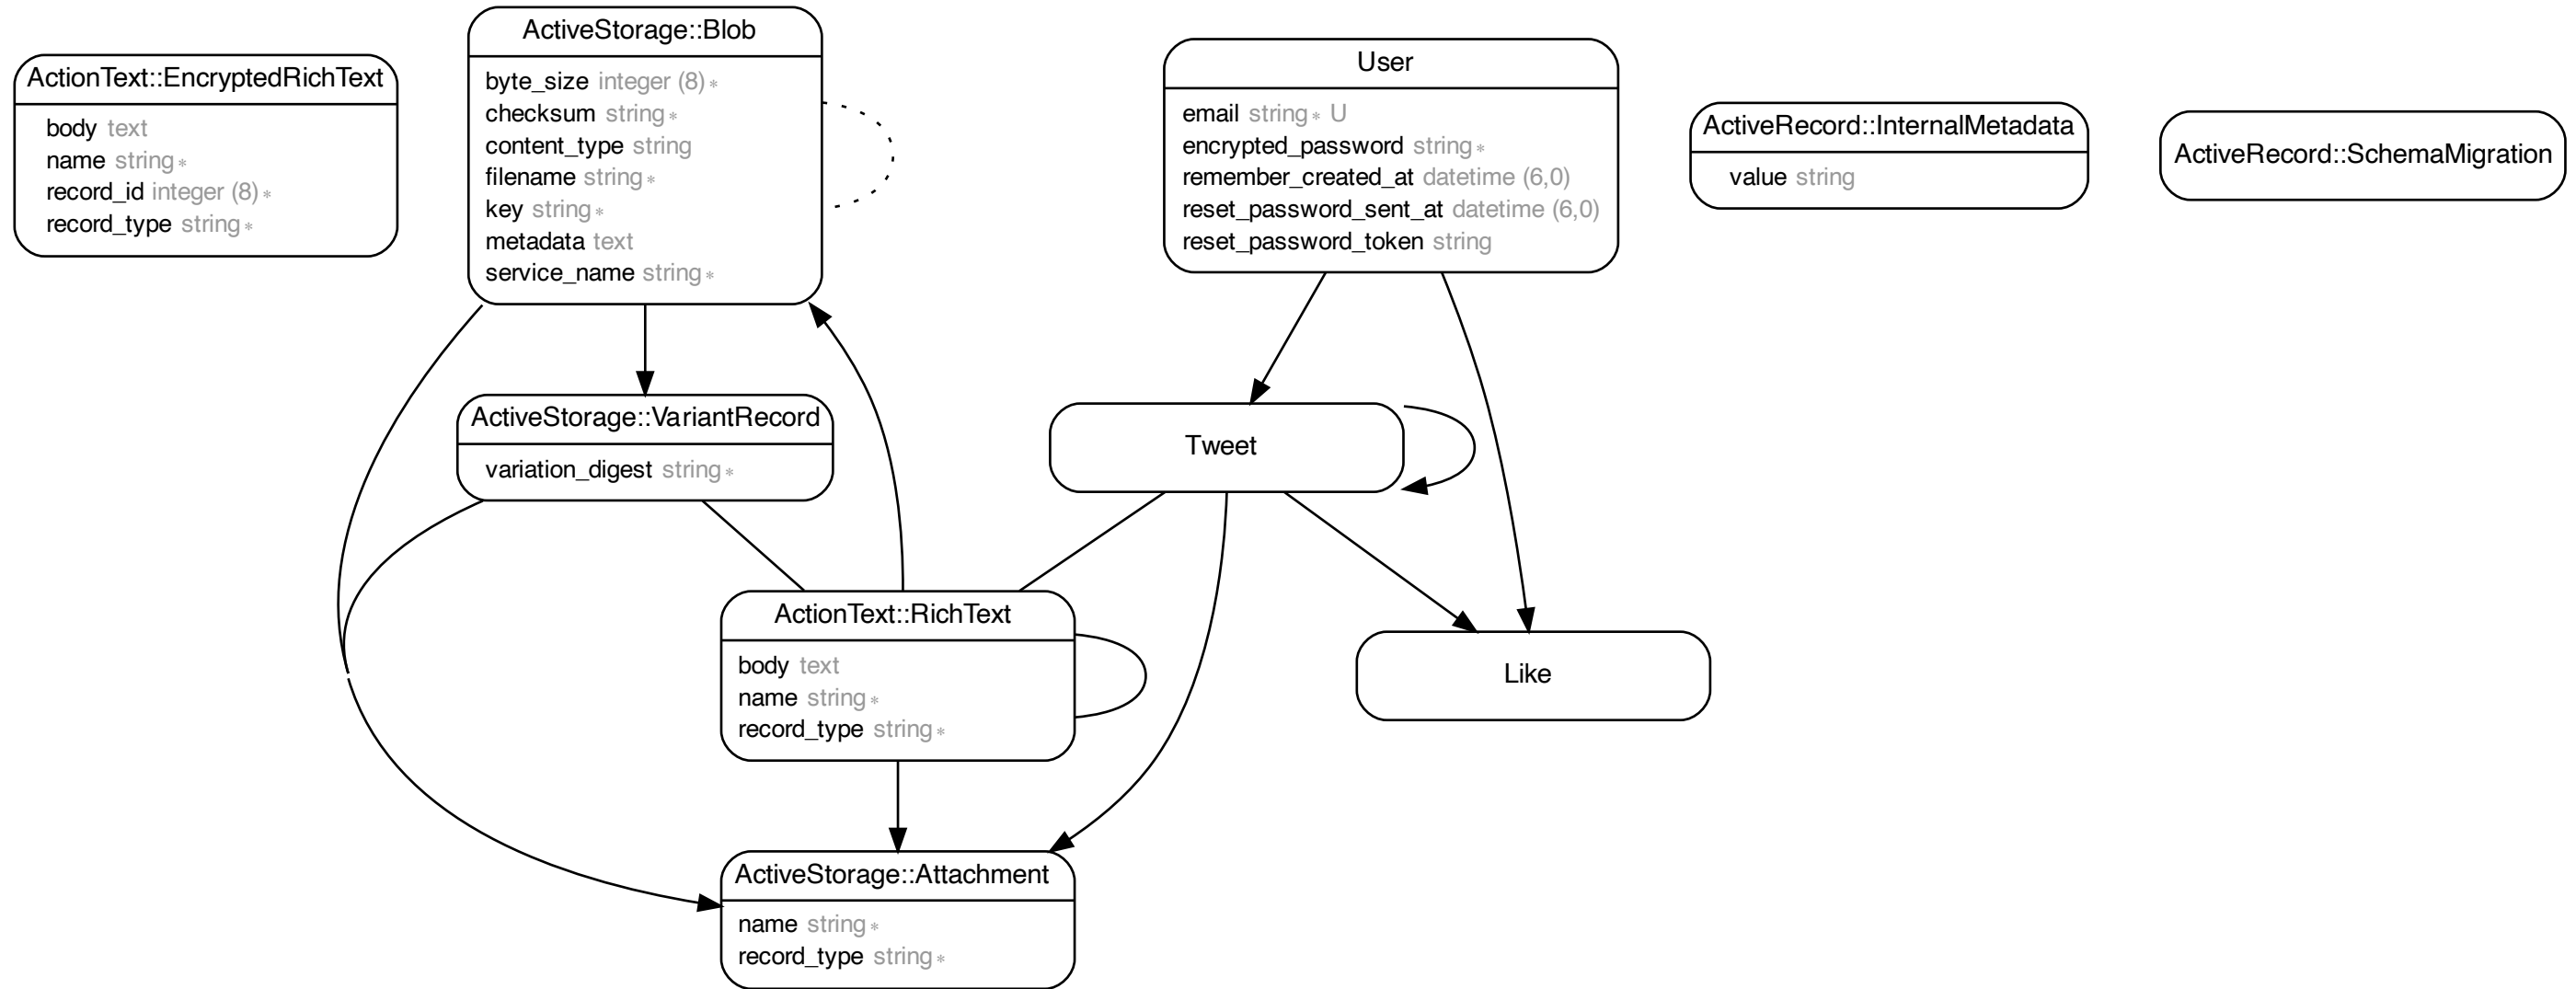 ActionText::EncryptedRichText
body text
name string *
record_id integer (8) *
record_type string *
ActiveStorage::Blob
byte_size integer (8) *
checksum string *
content_type string
filename string *
key string *
metadata text
service_name string *
User
email string * U
encrypted_password string *
remember_created_at datetime (6,0)
reset_password_sent_at datetime (6,0)
reset_password_token string
ActiveRecord::InternalMetadata
value string
ActiveRecord::SchemaMigration
ActiveStorage::VariantRecord
variation_digest string *
Tweet
ActionText::RichText
body text
name string *
record_type string *
Like
ActiveStorage::Attachment
name string *
record_type string *